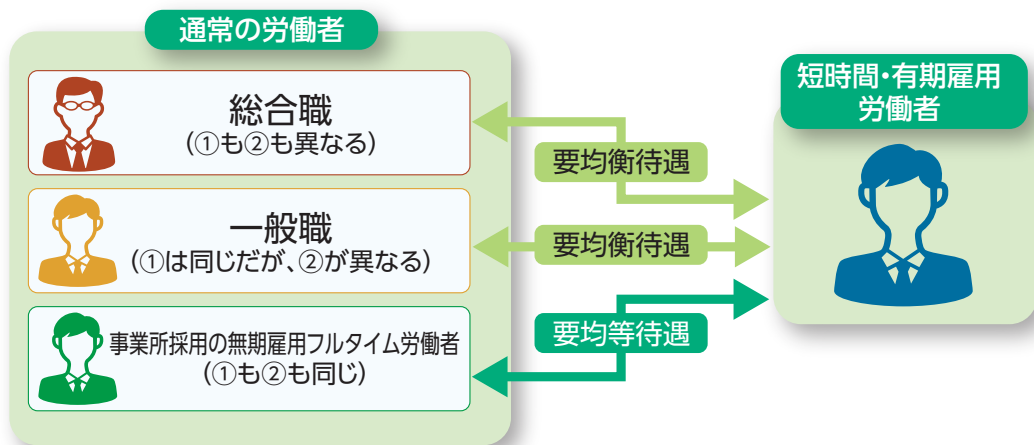 通常の労働者
総合職
(①も②も異なる)
一般職
(①は同じだが、②が異なる)
事業所採用の無期雇用フルタイム労働者
(①も②も同じ)
要均衡待遇
要均衡待遇
要均等待遇
短時間・有期雇用
労働者